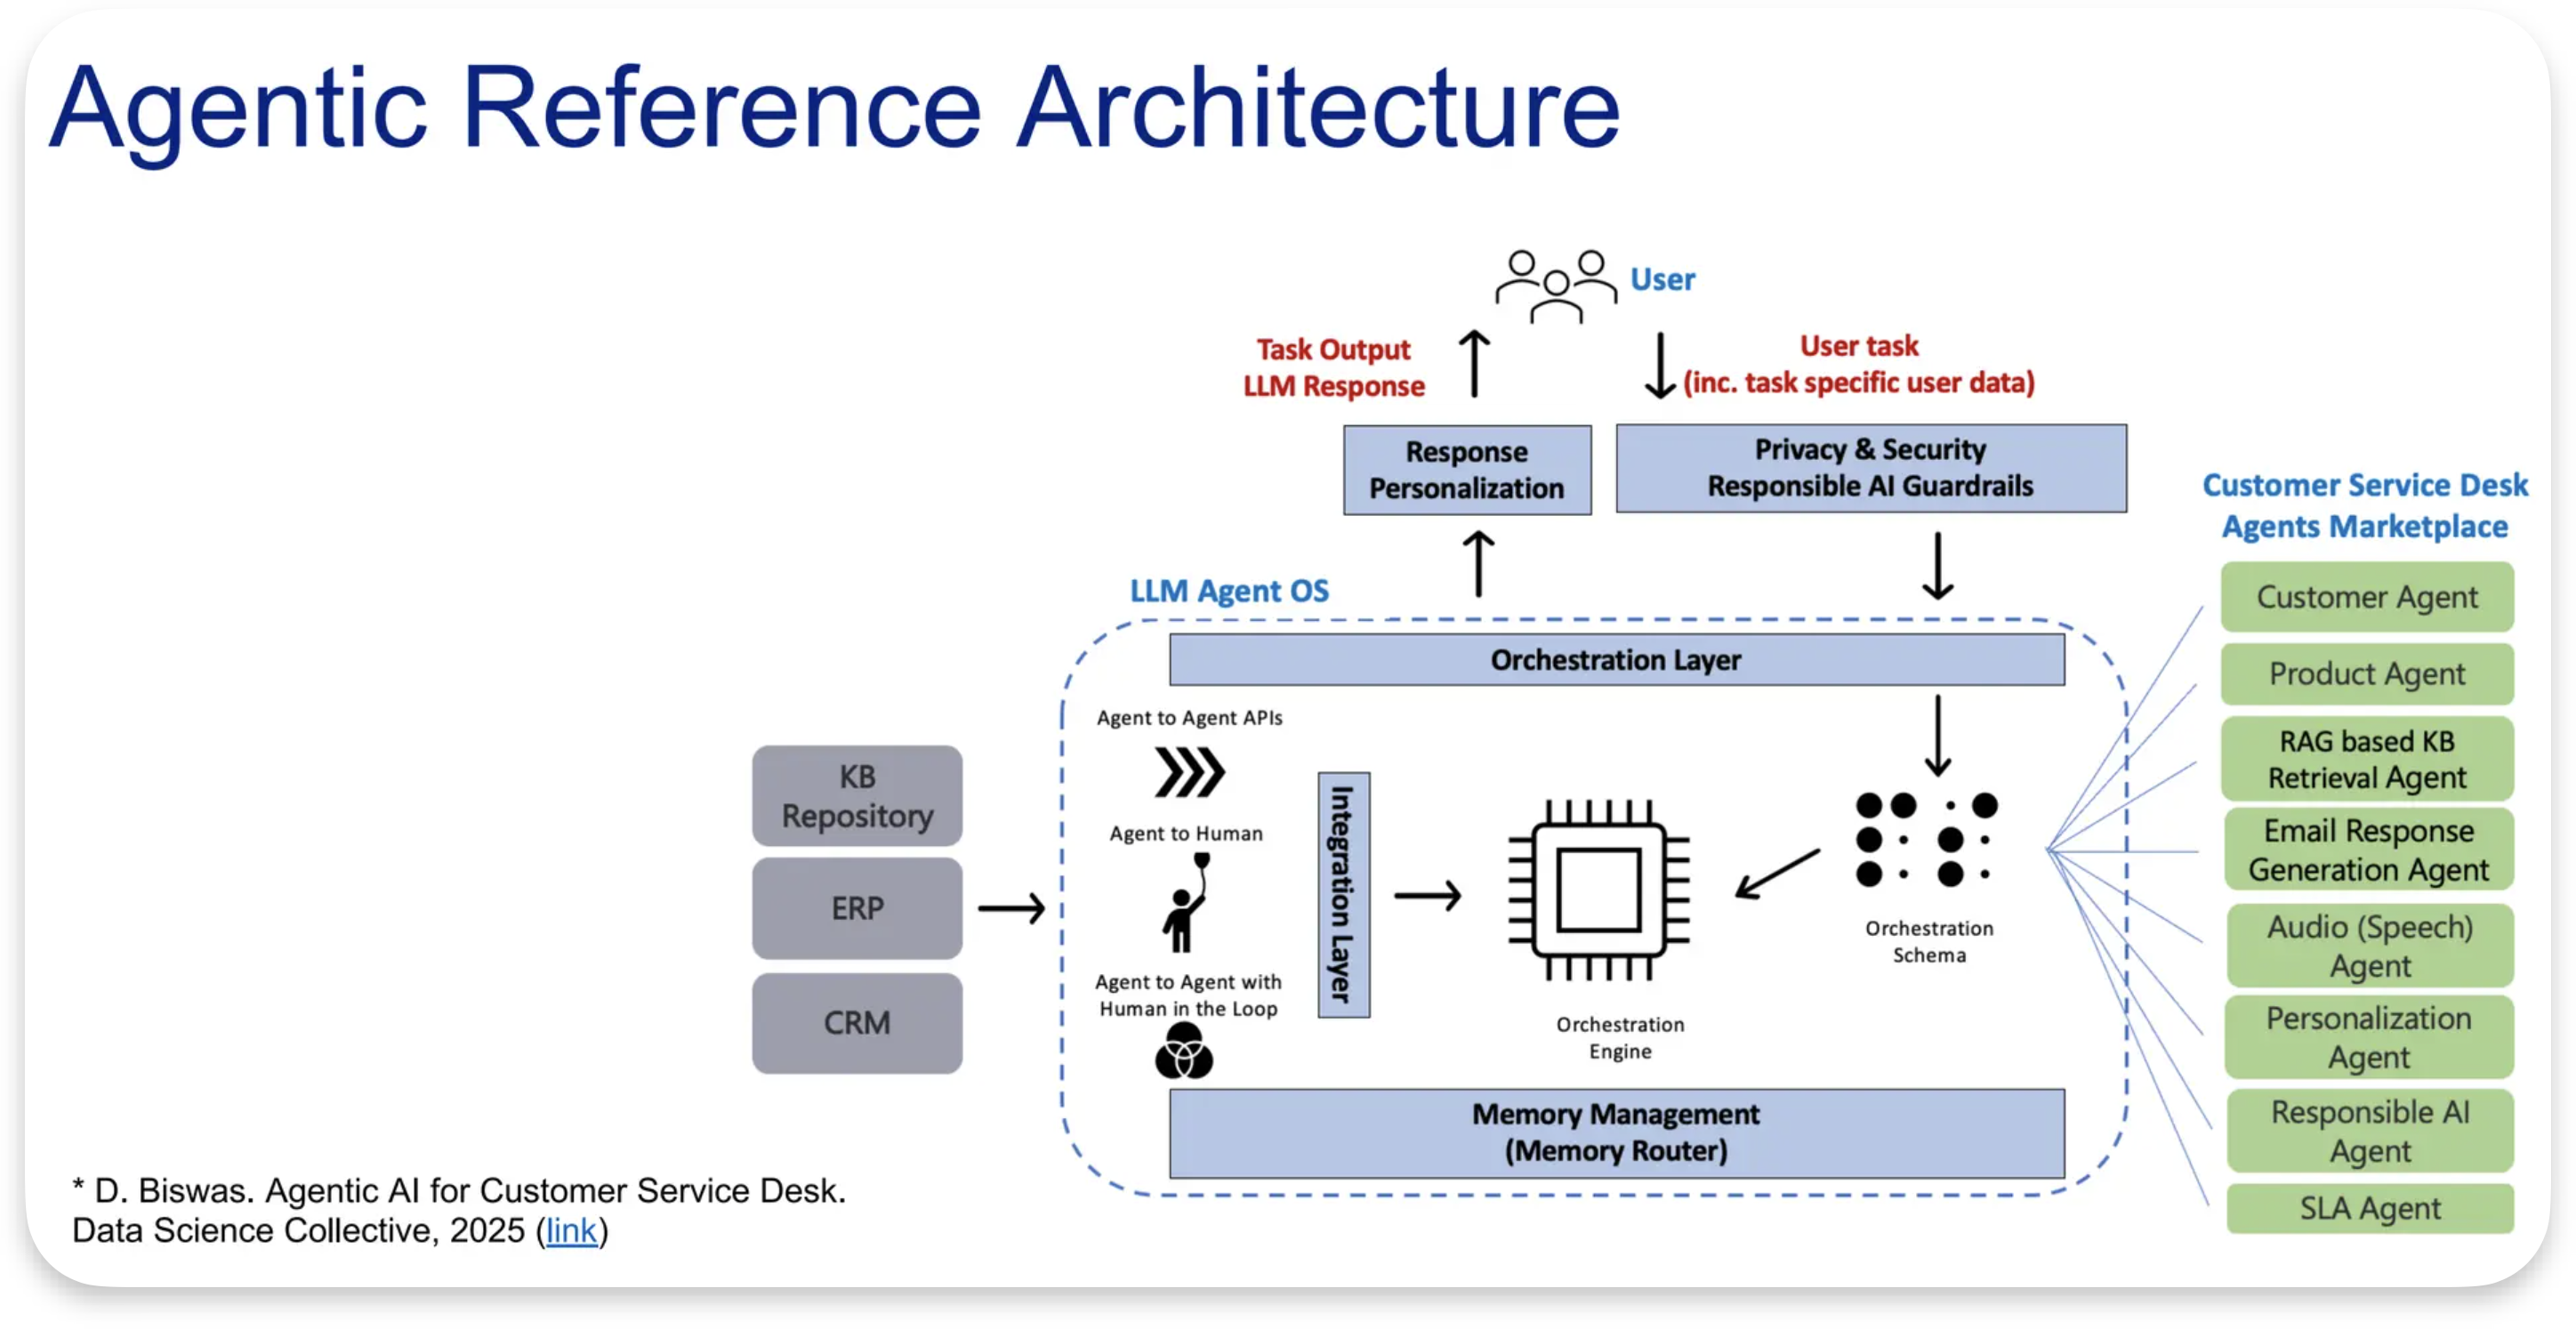 Agentic Reference Architecture
User
Task Output
LLM Response
User task
(inc. task specific user data)
Response
Personalization
Privacy & Security
Responsible AI Guardrails
Customer Service Desk
Agents Marketplace
LLM Agent OS
Orchestration Layer
Agent to Agent APIs
Agent to Human
Agent to Agent with
Human in the Loop
Integration Layer
Orchestration
Engine
Orchestration
Schema
Memory Management
(Memory Router)
KB
Repository
ERP
CRM
Customer Agent
Product Agent
RAG based KB
Retrieval Agent
Email Response
Generation Agent
Audio (Speech)
Agent
Personalization
Agent
Responsible AI
Agent
SLA Agent
* D. Biswas. Agentic AI for Customer Service Desk.
Data Science Collective, 2025 (link)